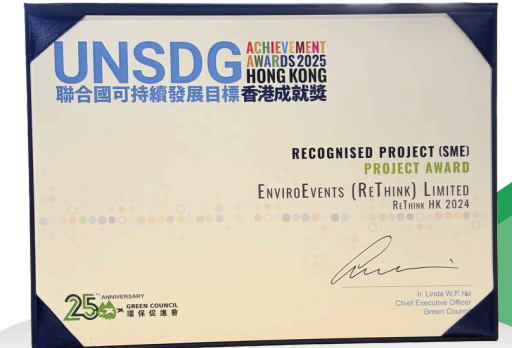 UNSDG
ACHIEVEMENT
AWARDS 2025
HONG KONG
聯合國可持續發展目標香港成就獎
RECOGNISED PROJECT (SME)
PROJECT AWARD
ENVIROEVENTS (RETHINK) LIMITED
RETHINK HK 2024
Ir. Linda W.P. Ho
Chief Executive Officer
Green Council
25TH ANNIVERSARY
GREEN COUNCIL
環保促進會